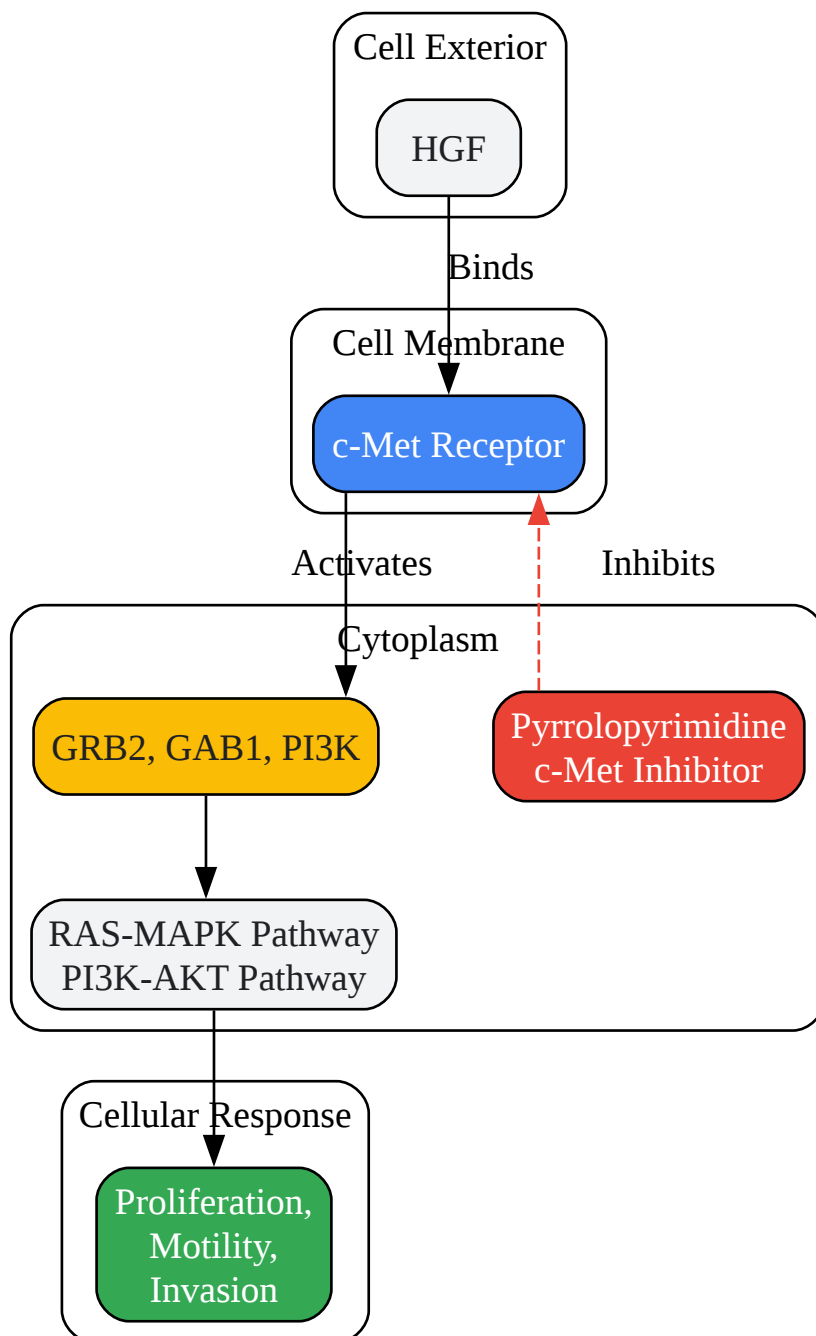 Cell Exterior
HGF
Binds
Cell Membrane
c-Met Receptor
Activates
Inhibits
Cytoplasm
GRB2, GAB1, PI3K
Pyrrolopyrimidine
c-Met Inhibitor
RAS-MAPK Pathway
PI3K-AKT Pathway
Cellular Response
Proliferation,
Motility,
Invasion